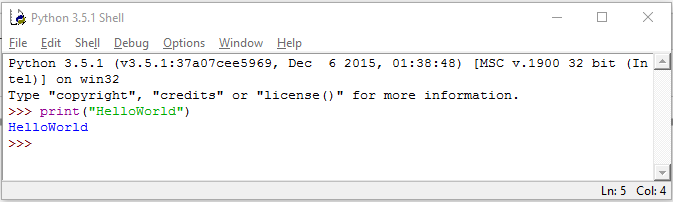 Python 3.5.1 Shell
File Edit Shell Debug Options Window Help
Python 3.5.1 (v3.5.1:37a07cee5969, Dec  6 2015, 01:38:48) [MSC v.1900 32 bit (In
tel)] on win32
Type "copyright", "credits" or "license()" for more information.
>>> print("HelloWorld")
HelloWorld
>>>
Ln: 5 Col: 4